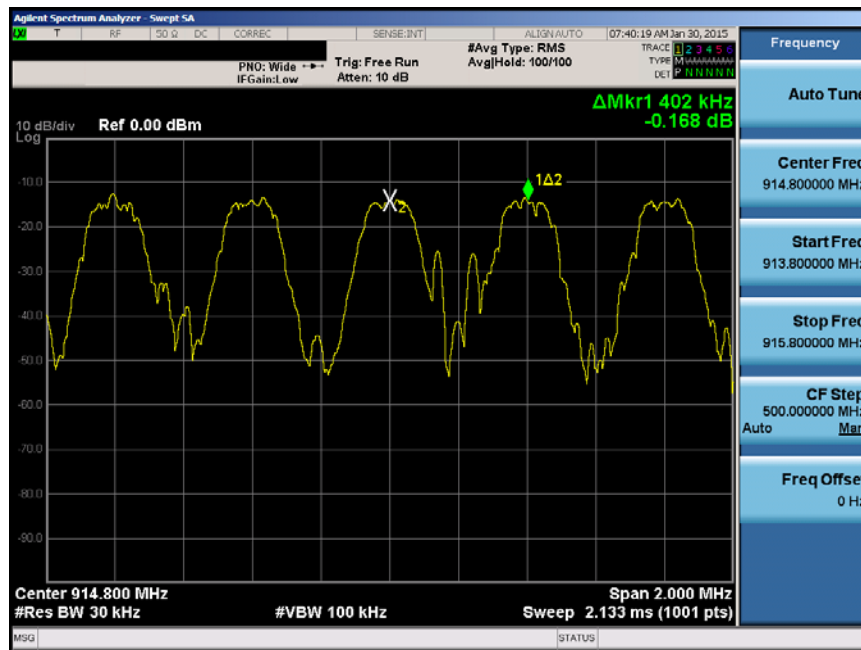 Agilent Spectrum Analyzer - Swept SA
LXI T RF 50 Ω DC CORREC SENSE:INT ALIGN AUTO 07:40:19 AM Jan 30, 2015
PNO: Wide
IFGain:Low
Trig: Free Run
Atten: 10 dB
#Avg Type: RMS
Avg|Hold: 100/100
TRACE 1 2 3 4 5 6
TYPE M
DET P N N N N N
ΔMkr1 402 kHz
-0.168 dB
10 dB/div Ref 0.00 dBm
Log
-10.0
-20.0
-30.0
-40.0
-50.0
-60.0
-70.0
-80.0
-90.0
1Δ2
X2
Center 914.800 MHz Span 2.000 MHz
#Res BW 30 kHz #VBW 100 kHz Sweep 2.133 ms (1001 pts)
MSG STATUS
Frequency
Auto Tune
Center Freq
914.800000 MHz
Start Freq
913.800000 MHz
Stop Freq
915.800000 MHz
CF Step
500.000000 MHz
Auto Man
Freq Offset
0 Hz